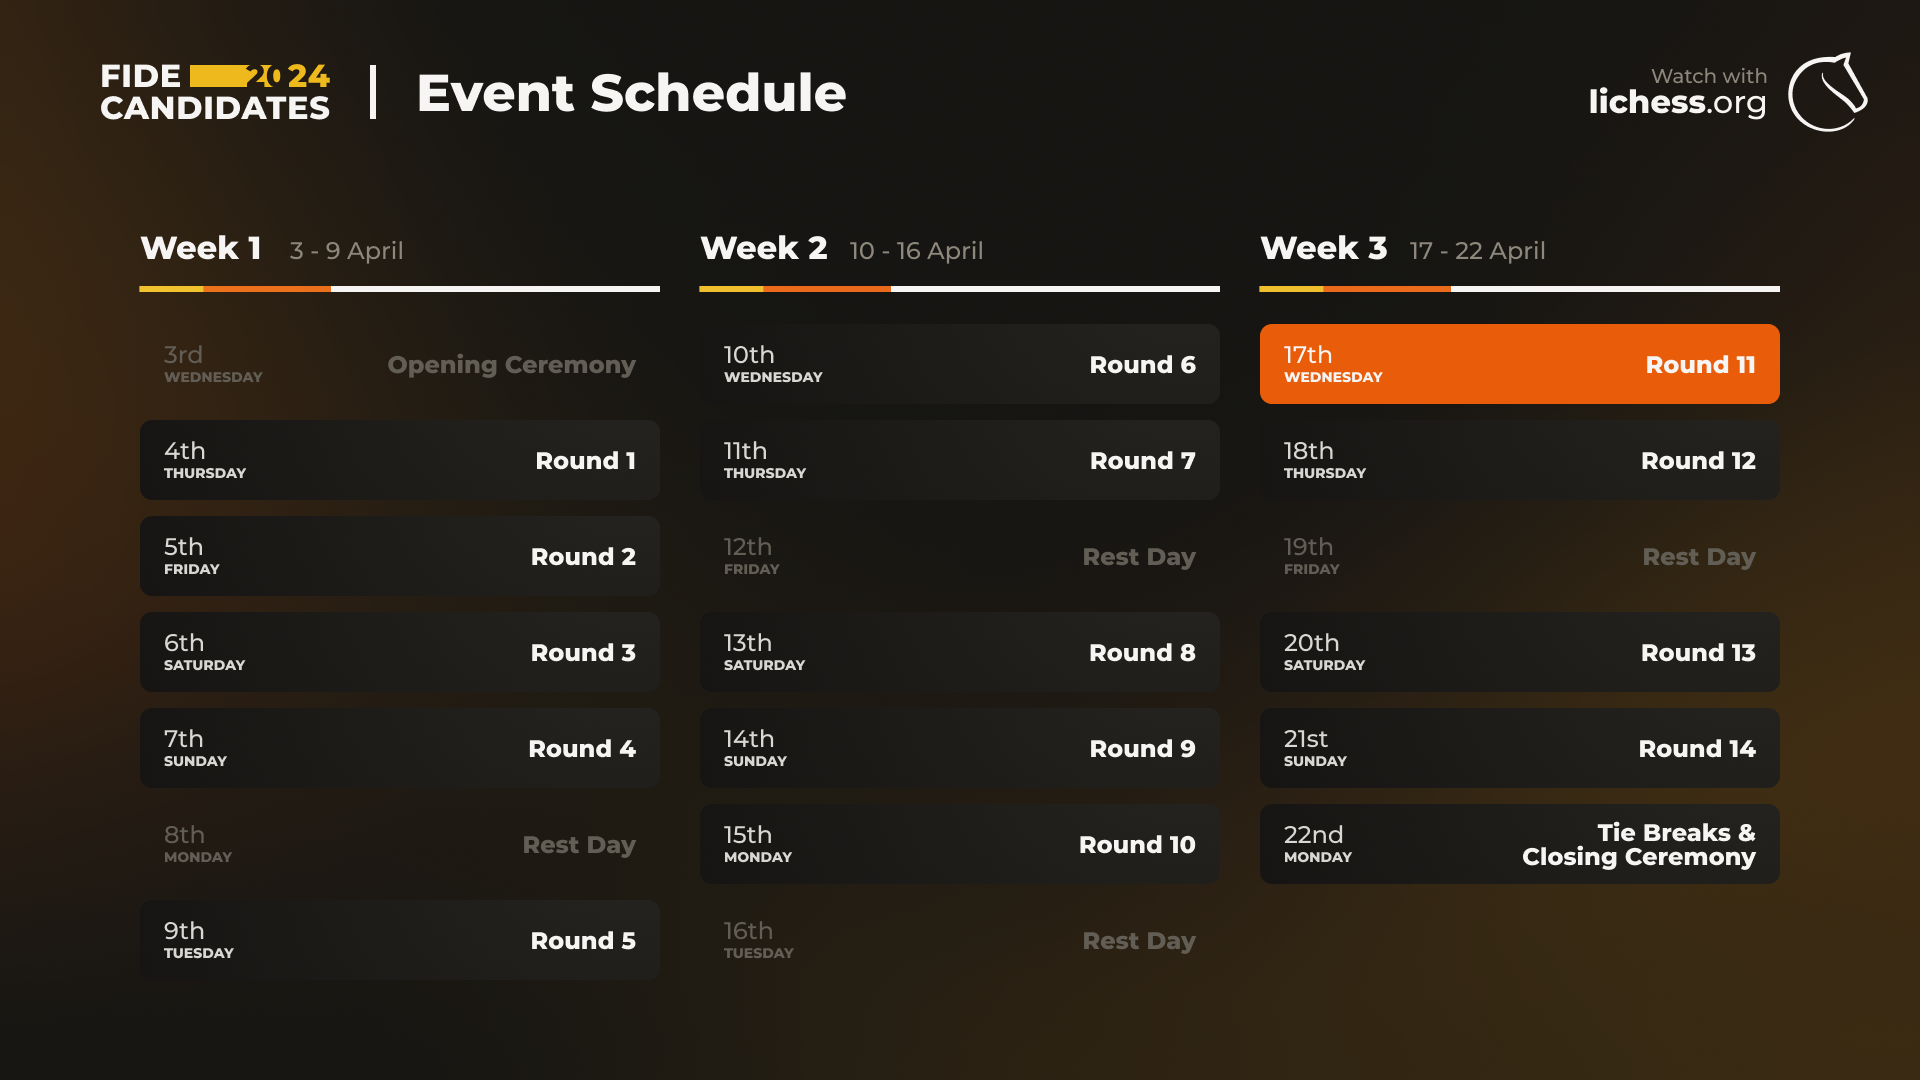 FIDE 2024
CANDIDATES
Event Schedule
Watch with
lichess.org
Week 1 3 - 9 April
3rd
WEDNESDAY
Opening Ceremony
4th
THURSDAY
Round 1
5th
FRIDAY
Round 2
6th
SATURDAY
Round 3
7th
SUNDAY
Round 4
8th
MONDAY
Rest Day
9th
TUESDAY
Round 5
Week 2 10 - 16 April
10th
WEDNESDAY
Round 6
11th
THURSDAY
Round 7
12th
FRIDAY
Rest Day
13th
SATURDAY
Round 8
14th
SUNDAY
Round 9
15th
MONDAY
Round 10
16th
TUESDAY
Rest Day
Week 3 17 - 22 April
17th
WEDNESDAY
Round 11
18th
THURSDAY
Round 12
19th
FRIDAY
Rest Day
20th
SATURDAY
Round 13
21st
SUNDAY
Round 14
22nd
MONDAY
Tie Breaks &
Closing Ceremony